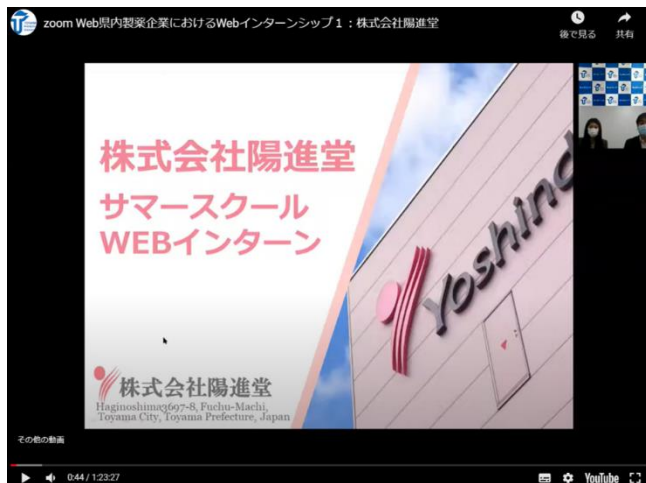 zoom Web県内製薬企業におけるWebインターンシップ１：株式会社陽進堂
後で見る
共有
株式会社陽進堂
サマースクール
WEBインターン
Yoshind
株式会社陽進堂
Haginoshima3697-8, Fuchu-Machi,
Toyama City, Toyama Prefecture, Japan
その他の動画
0:44 / 1:23:27
YouTube